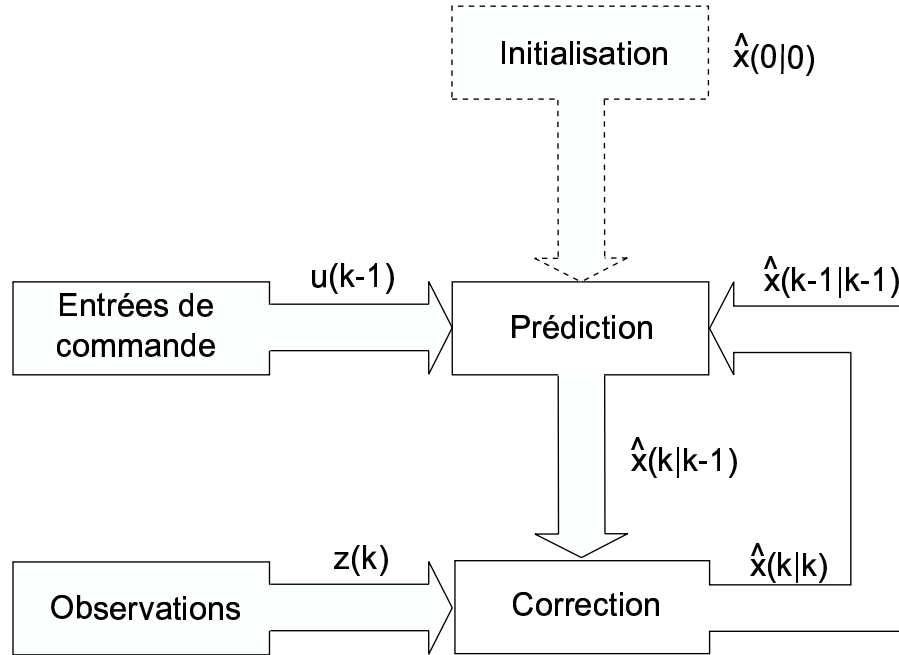 Initialisation
x̂(0|0)
u(k-1)
x̂(k-1|k-1)
Entrées de
commande
Prédiction
x̂(k|k-1)
z(k)
x̂(k|k)
Observations
Correction